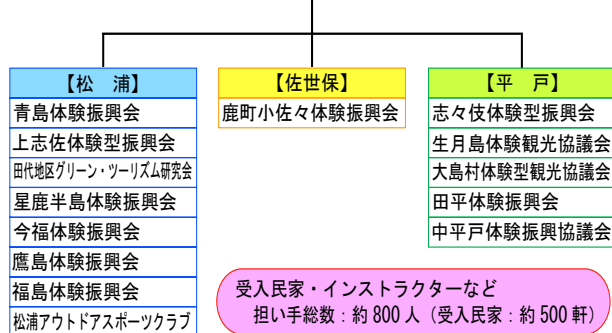 【松　浦】
青島体験振興会
上志佐体験型振興会
田代地区グリーン・ツーリズム研究会
星鹿半島体験振興会
今福体験振興会
鷹島体験振興会
福島体験振興会
松浦アウトドアスポーツクラブ
【佐世保】
鹿町小佐々体験振興会
【平　戸】
志々伎体験型振興会
生月島体験観光協議会
大島村体験型観光協議会
田平体験振興会
中平戸体験振興協議会
受入民家・インストラクターなど
担い手総数：約800人（受入民家：約500軒）